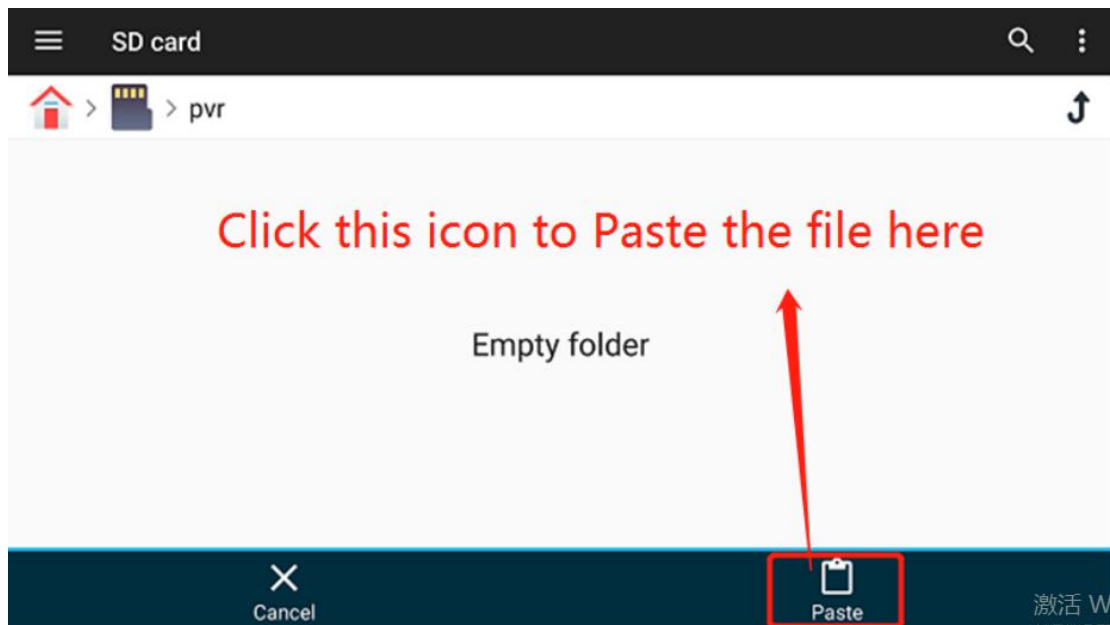 SD card
pvr
Click this icon to Paste the file here
Empty folder
Cancel
Paste
激活 W